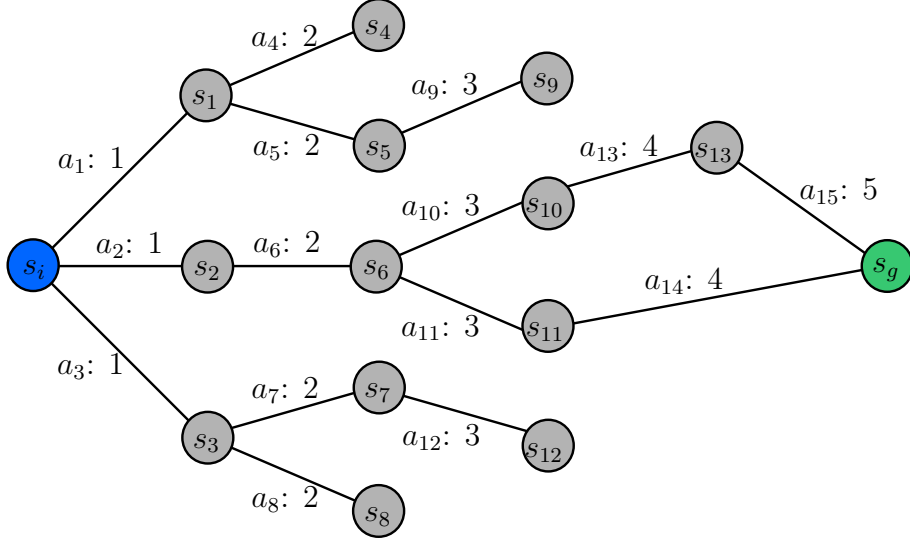 s₄
a₄: 2
s₉
a₉: 3
s₁
a₁: 1
a₅: 2
s₅
a₁₃: 4
s₁₃
a₁₅: 5
a₁₀: 3
s₁₀
a₂: 1
a₆: 2
sᵢ
s₂
s₆
s_g
a₁₄: 4
a₁₁: 3
s₁₁
a₃: 1
a₇: 2
s₇
a₁₂: 3
s₃
s₁₂
a₈: 2
s₈